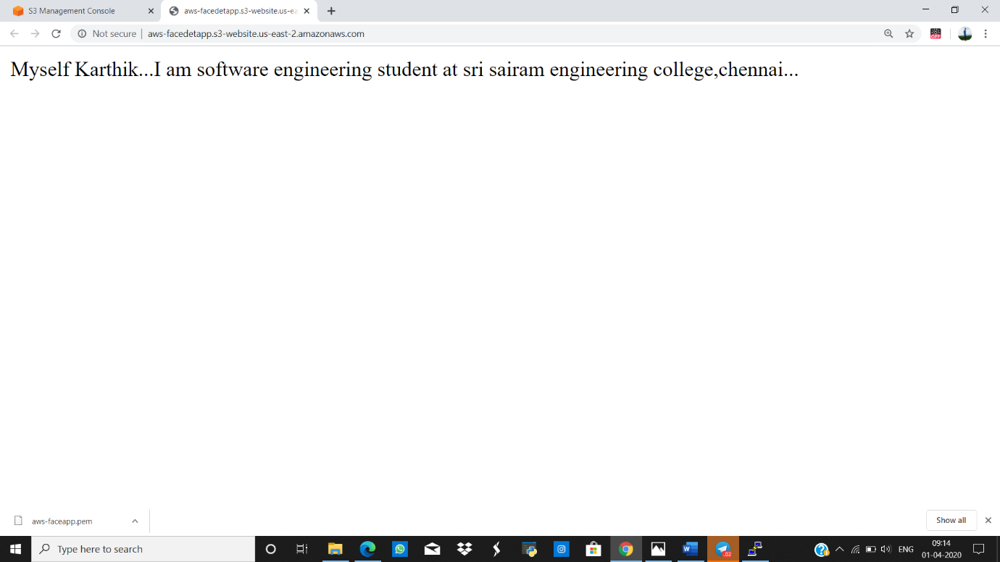 S3 Management Console
aws-facedetapp.s3-website.us-ea
Not secure | aws-facedetapp.s3-website.us-east-2.amazonaws.com
OFF
Myself Karthik...I am software engineering student at sri sairam engineering college,chennai...
aws-faceapp.pem
Show all
Type here to search
W
.02
ENG
09:14
01-04-2020